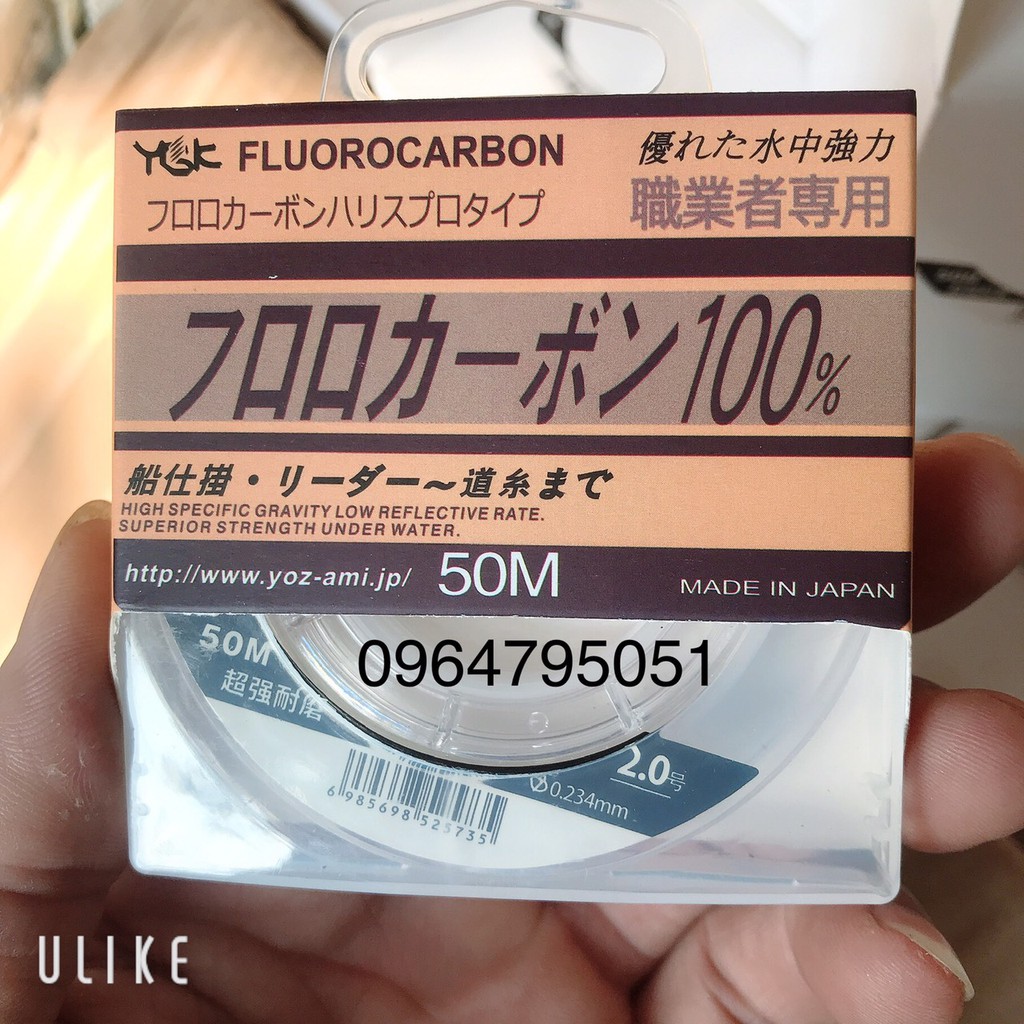 YGK FLUOROCARBON
優れた水中強力
フロロカーボンハリスプロタイプ
職業者専用
フロロカーボン100%
船仕掛・リーダー～道糸まで
HIGH SPECIFIC GRAVITY LOW REFLECTIVE RATE.
SUPERIOR STRENGTH UNDER WATER.
http://www.yoz-ami.jp/ 50M MADE IN JAPAN
0964795051
50M
超强耐磨
2.0号
0.234mm
6 985698 525735
ULIKE